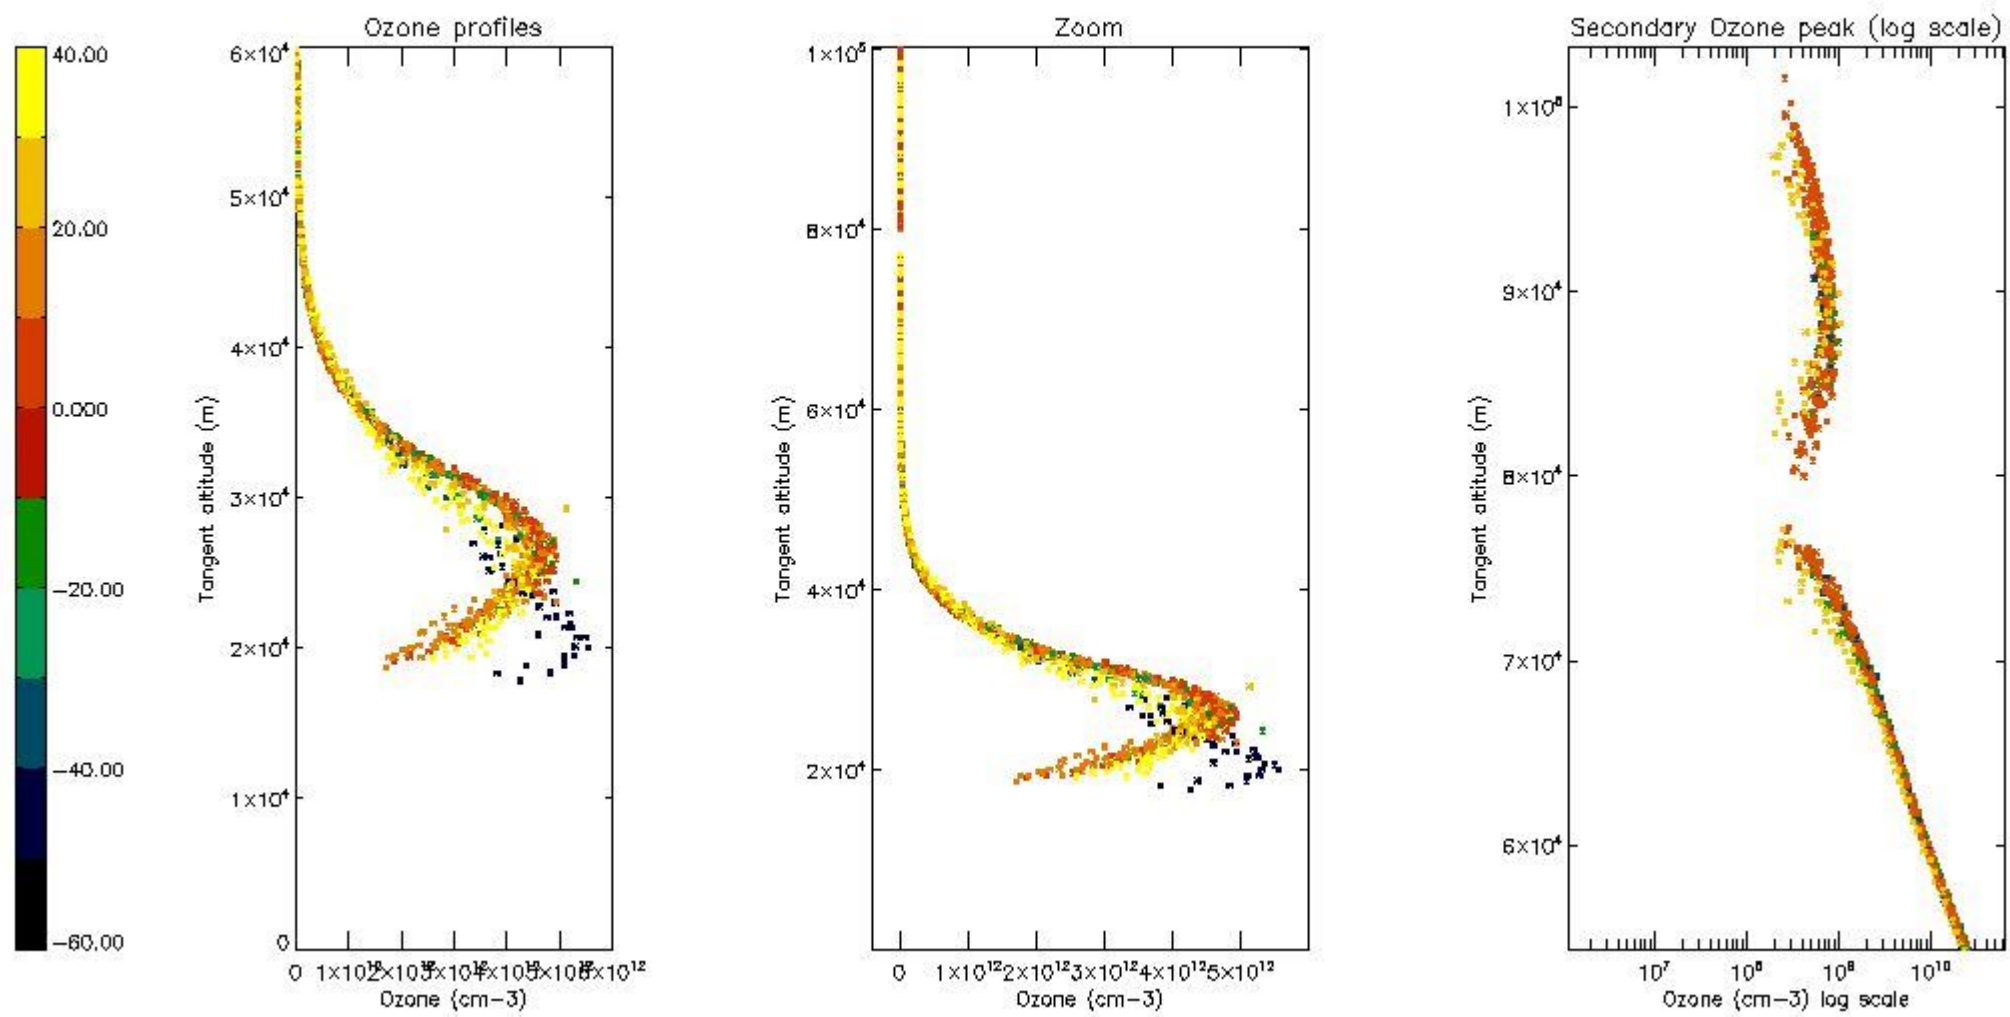 Ozone profiles
Zoom
Secondary Ozone peak (log scale)
40.00
20.00
0.000
−20.00
−40.00
−60.00
6×10⁴
5×10⁴
4×10⁴
3×10⁴
2×10⁴
1×10⁴
0
Tangent altitude (m)
0 1×10¹²
6×10¹²
Ozone (cm−3)
1×10⁵
8×10⁴
6×10⁴
4×10⁴
2×10⁴
Tangent altitude (m)
0 1×10¹² 2×10¹² 3×10¹² 4×10¹² 5×10¹²
Ozone (cm−3)
9×10⁴
8×10⁴
7×10⁴
6×10⁴
Tangent altitude (m)
10⁷ 10⁸ 10⁹ 10¹⁰
Ozone (cm−3) log scale